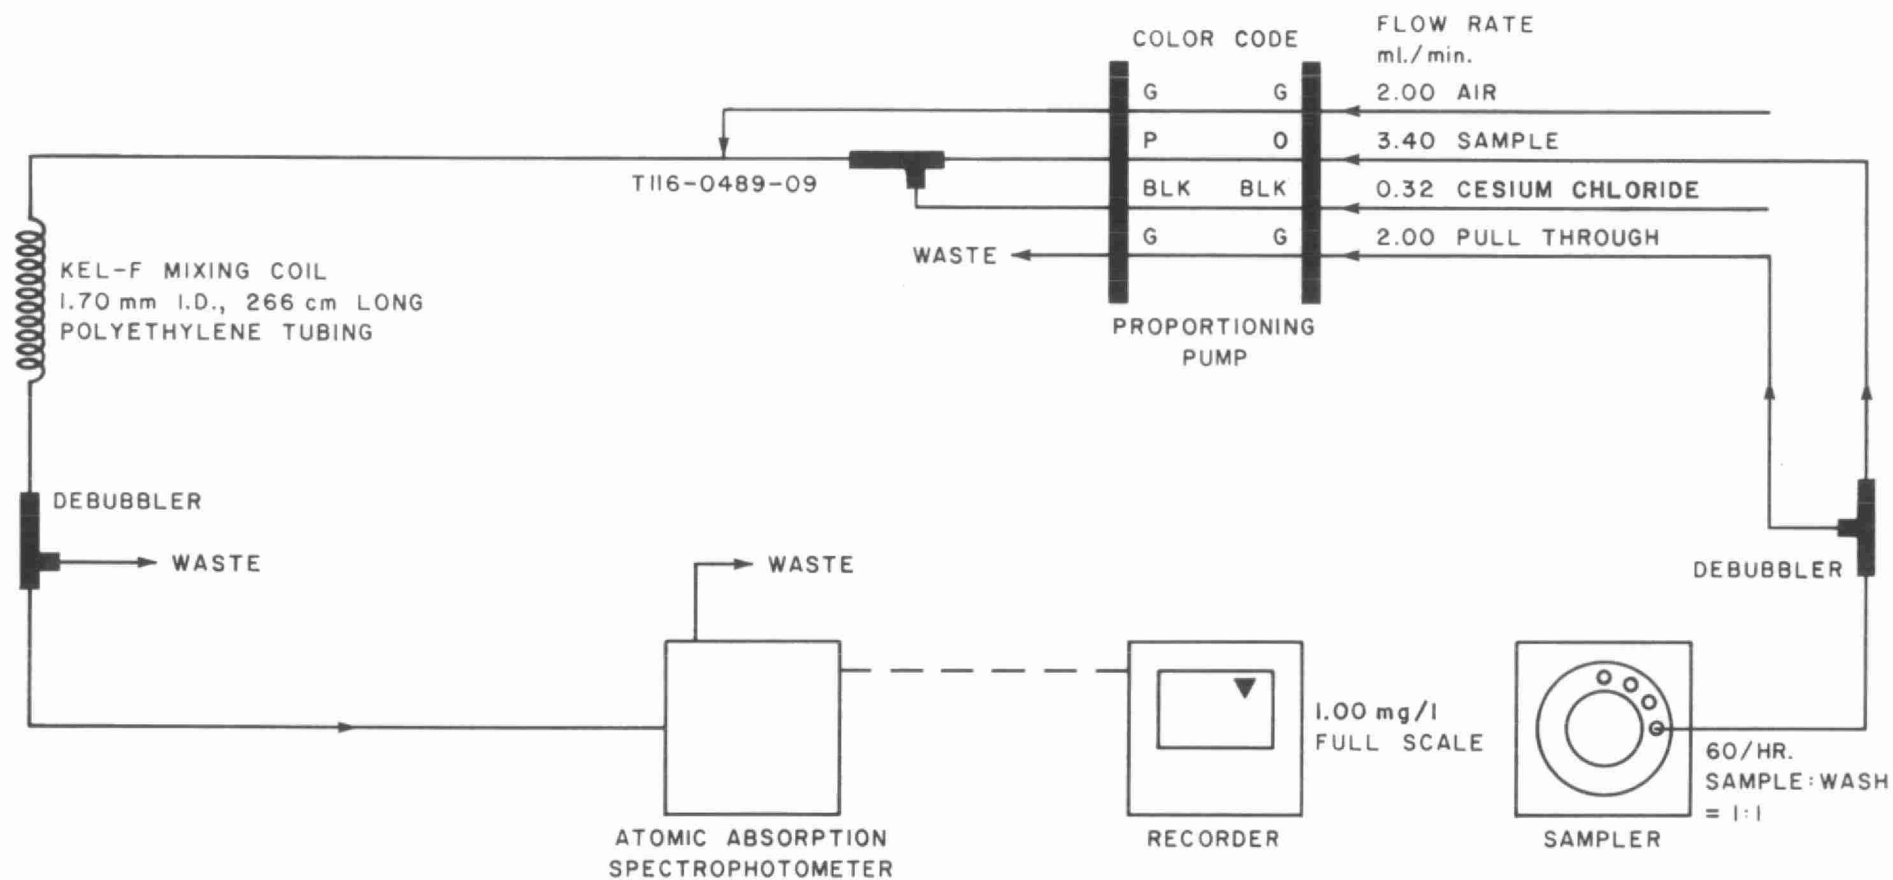 FLOW RATE
COLOR CODE ml./min.
G G 2.00 AIR
P O 3.40 SAMPLE
T116-0489-09
BLK BLK 0.32 CESIUM CHLORIDE
G G 2.00 PULL THROUGH
WASTE
PROPORTIONING
PUMP
KEL-F MIXING COIL
1.70 mm I.D., 266 cm LONG
POLYETHYLENE TUBING
DEBUBBLER
WASTE
WASTE
DEBUBBLER
1.00 mg/l
FULL SCALE
60/HR.
SAMPLE:WASH
= 1:1
ATOMIC ABSORPTION
SPECTROPHOTOMETER
RECORDER
SAMPLER